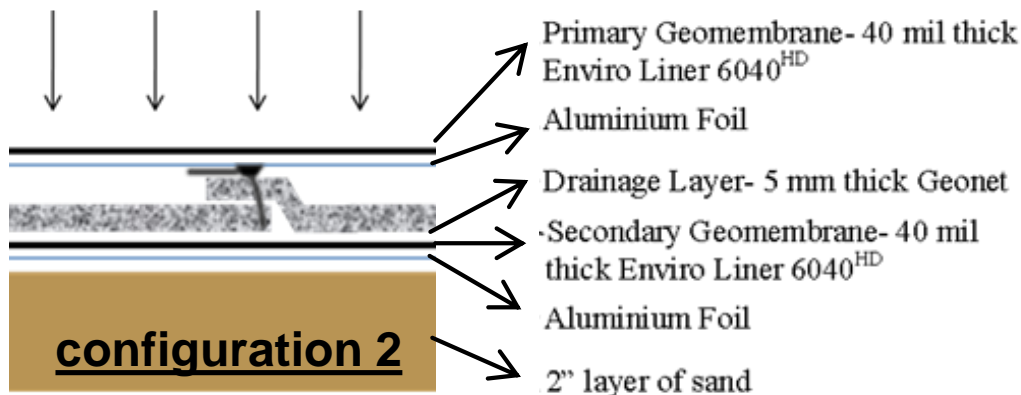 Primary Geomembrane- 40 mil thick
Enviro Liner 6040HD
Aluminium Foil
Drainage Layer- 5 mm thick Geonet
-Secondary Geomembrane- 40 mil
thick Enviro Liner 6040HD
Aluminium Foil
configuration 2
2” layer of sand